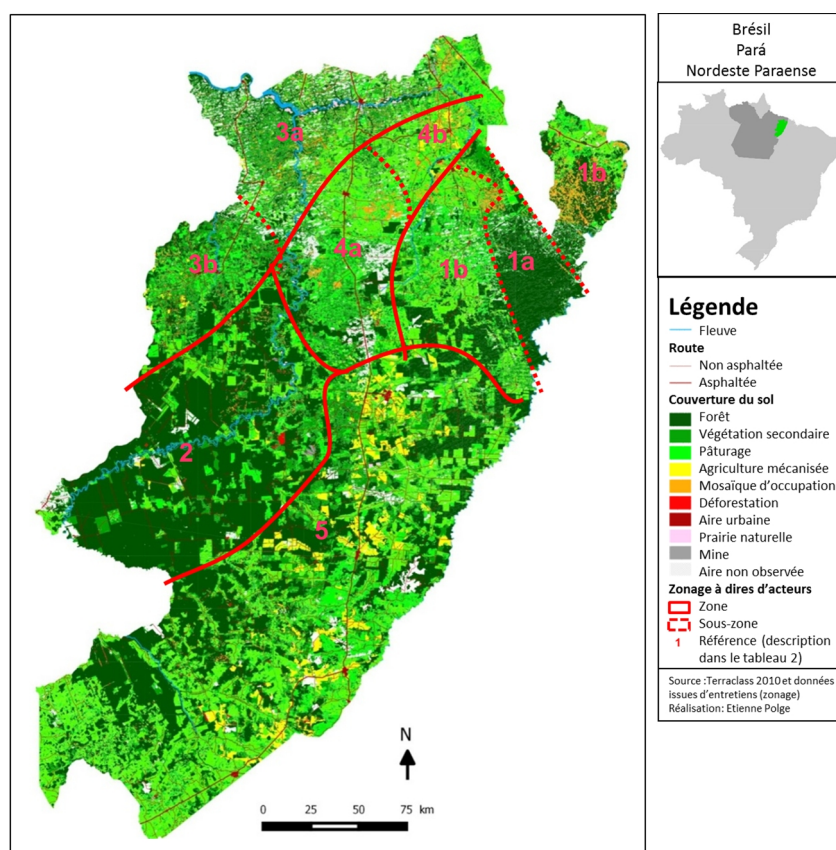 3a
4b
1b
3b
4a
1b
1a
2
5
N
0 25 50 75 km
Brésil
Pará
Nordeste Paraense
Légende
Fleuve
Route
Non asphaltée
Asphaltée
Couverture du sol
Forêt
Végétation secondaire
Pâturage
Agriculture mécanisée
Mosaïque d'occupation
Déforestation
Aire urbaine
Prairie naturelle
Mine
Aire non observée
Zonage à dires d'acteurs
Zone
Sous-zone
1 Référence (description
dans le tableau 2)
Source :Terraclass 2010 et données
issues d'entretiens (zonage)
Réalisation: Etienne Polge